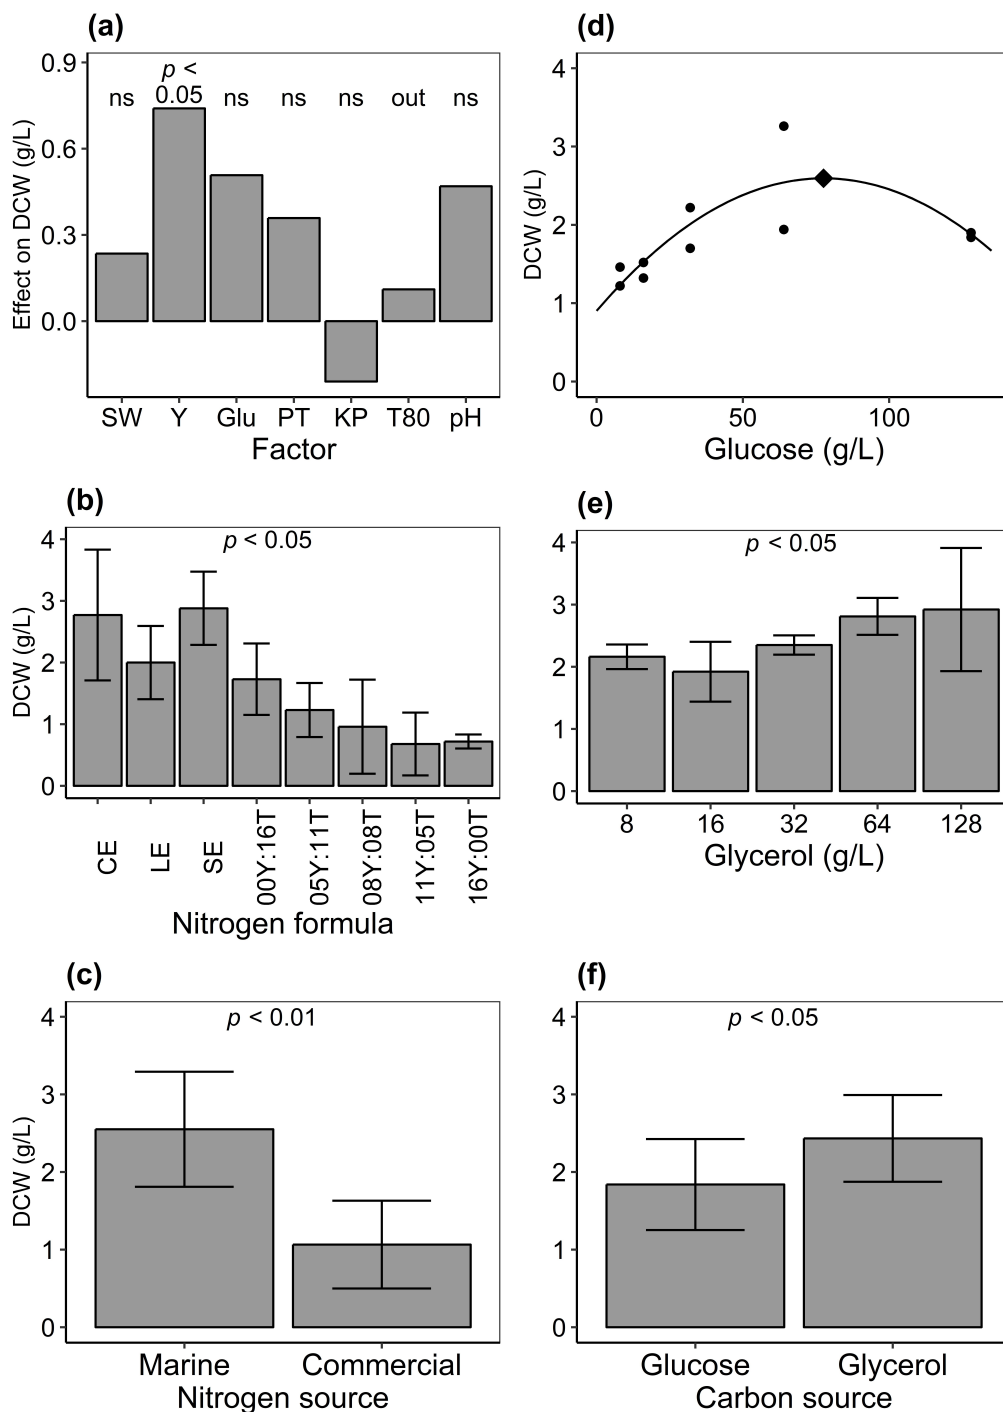 (a)
Effect on DCW (g/L)
0.9
0.6
0.3
0.0
ns
p <
0.05
ns
ns
ns
out
ns
SW Y Glu PT KP T80 pH
Factor
(d)
DCW (g/L)
4
3
2
1
0
0 50 100
Glucose (g/L)
(b)
DCW (g/L)
4
3
2
1
0
p < 0.05
CE
LE
SE
00Y:16T
05Y:11T
08Y:08T
11Y:05T
16Y:00T
Nitrogen formula
(e)
4
3
2
1
0
p < 0.05
8 16 32 64 128
Glycerol (g/L)
(c)
DCW (g/L)
4
3
2
1
0
p < 0.01
Marine Commercial
Nitrogen source
(f)
4
3
2
1
0
p < 0.05
Glucose Glycerol
Carbon source